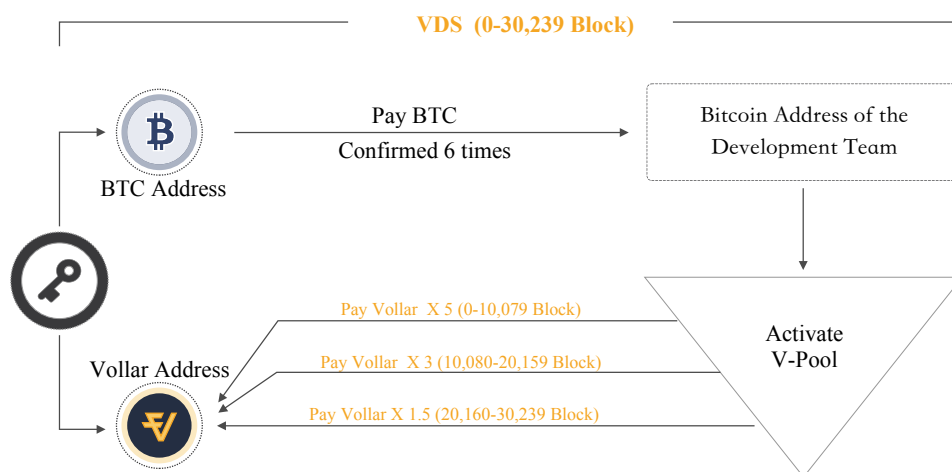 VDS (0-30,239 Block)
Pay BTC
Confirmed 6 times
Bitcoin Address of the
Development Team
BTC Address
Pay Vollar X 5 (0-10,079 Block)
Activate
V-Pool
Vollar Address
Pay Vollar X 3 (10,080-20,159 Block)
Pay Vollar X 1.5 (20,160-30,239 Block)